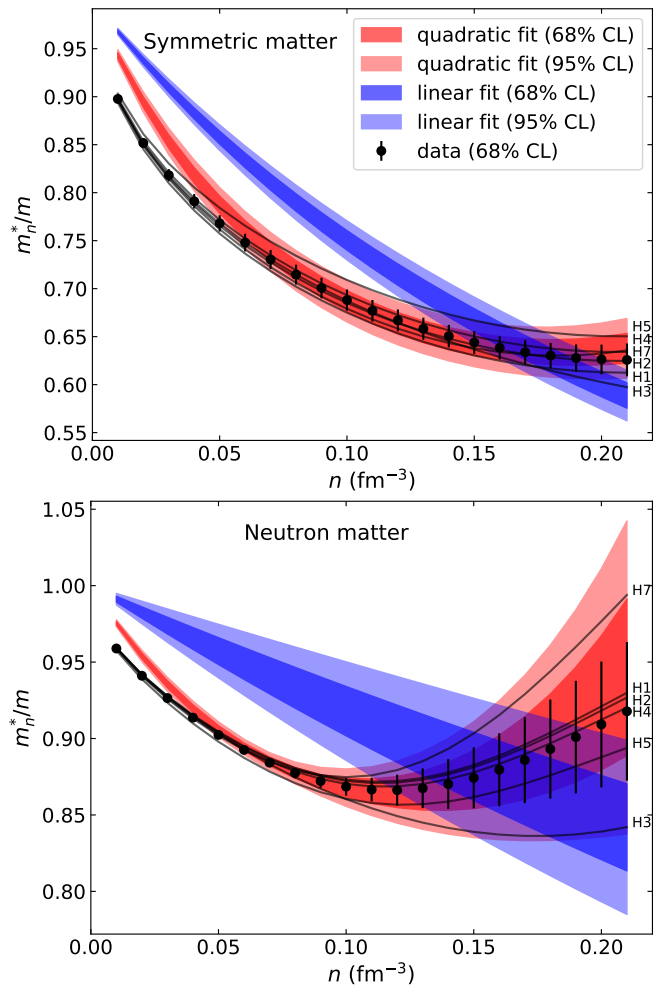 Symmetric matter
quadratic fit (68% CL)
quadratic fit (95% CL)
linear fit (68% CL)
linear fit (95% CL)
data (68% CL)
0.95
0.90
0.85
0.80
0.75
0.70
0.65
0.60
0.55
m*n/m
H5
H4
H7
H2
H1
H3
0.00
0.05
0.10
0.15
0.20
n (fm⁻³)
Neutron matter
1.05
1.00
0.95
0.90
0.85
0.80
m*n/m
H7
H1
H2
H4
H5
H3
0.00
0.05
0.10
0.15
0.20
n (fm⁻³)